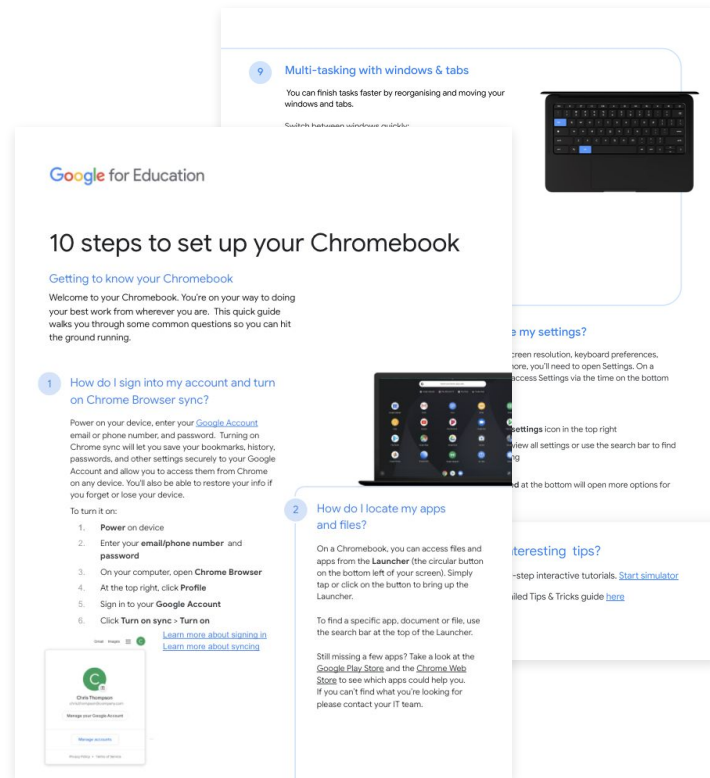 9
Multi-tasking with windows & tabs
You can finish tasks faster by reorganising and moving your
windows and tabs.
Switch between windows quickly:
Google for Education
10 steps to set up your Chromebook
Getting to know your Chromebook
Welcome to your Chromebook. You're on your way to doing
your best work from wherever you are. This quick guide
walks you through some common questions so you can hit
the ground running.
1
How do I sign into my account and turn
on Chrome Browser sync?
Power on your device, enter your Google Account
email or phone number, and password. Turning on
Chrome sync will let you save your bookmarks, history,
passwords, and other settings securely to your Google
Account and allow you to access them from Chrome
on any device. You'll also be able to restore your info if
you forget or lose your device.
To turn it on:
1. Power on device
2. Enter your email/phone number and
password
3. On your computer, open Chrome Browser
4. At the top right, click Profile
5. Sign in to your Google Account
6. Click Turn on sync > Turn on
Learn more about signing in
Learn more about syncing
Gmail Images
C
C
Chris Thompson
Manage your Google Account
Manage accounts
Privacy Policy • Terms of Service
2
How do I locate my apps
and files?
On a Chromebook, you can access files and
apps from the Launcher (the circular button
on the bottom left of your screen). Simply
tap or click on the button to bring up the
Launcher.
To find a specific app, document or file, use
the search bar at the top of the Launcher.
Still missing a few apps? Take a look at the
Google Play Store and the Chrome Web
Store to see which apps could help you.
If you can't find what you're looking for
please contact your IT team.
e my settings?
creen resolution, keyboard preferences,
nore, you'll need to open Settings. On a
access Settings via the time on the bottom
settings icon in the top right
view all settings or use the search bar to find
ng
d at the bottom will open more options for
teresting tips?
-step interactive tutorials. Start simulator
iled Tips & Tricks guide here